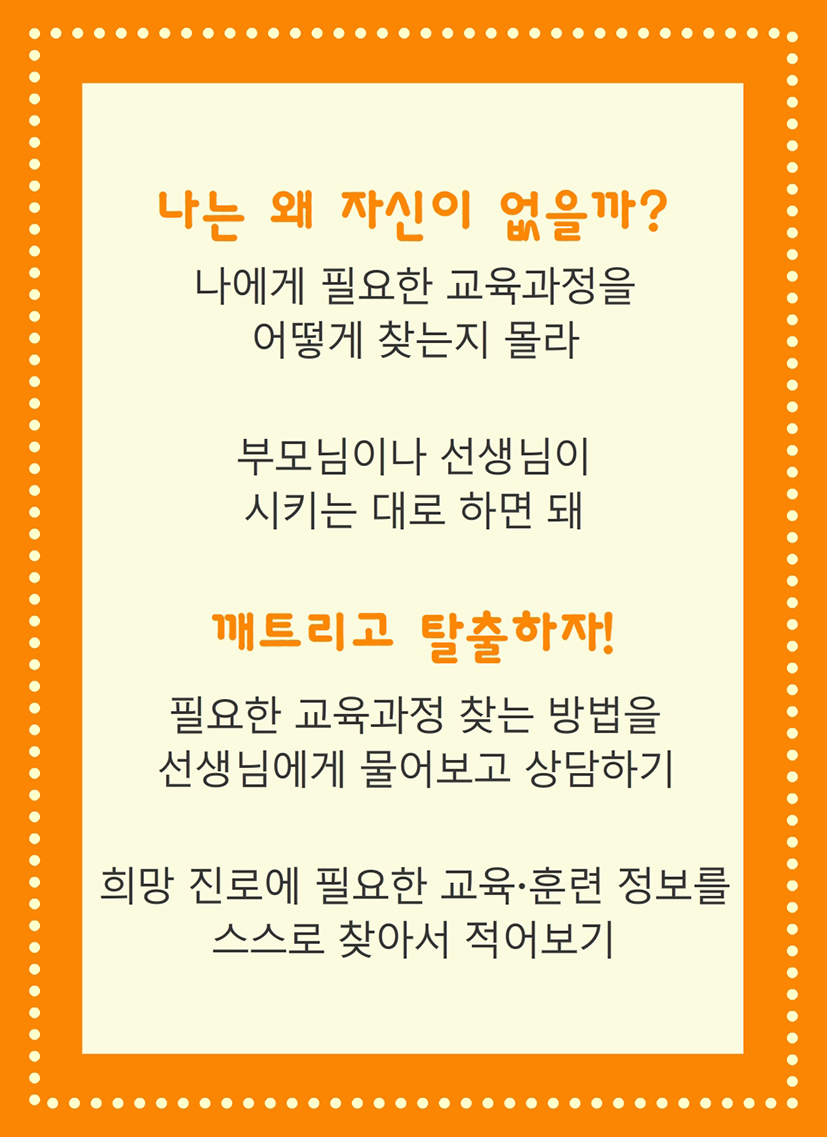 나는 왜 자신이 없을까?
나에게 필요한 교육과정을
어떻게 찾는지 몰라
부모님이나 선생님이
시키는 대로 하면 돼
깨트리고 탈출하자!
필요한 교육과정 찾는 방법을
선생님에게 물어보고 상담하기
희망 진로에 필요한 교육·훈련 정보를
스스로 찾아서 적어보기